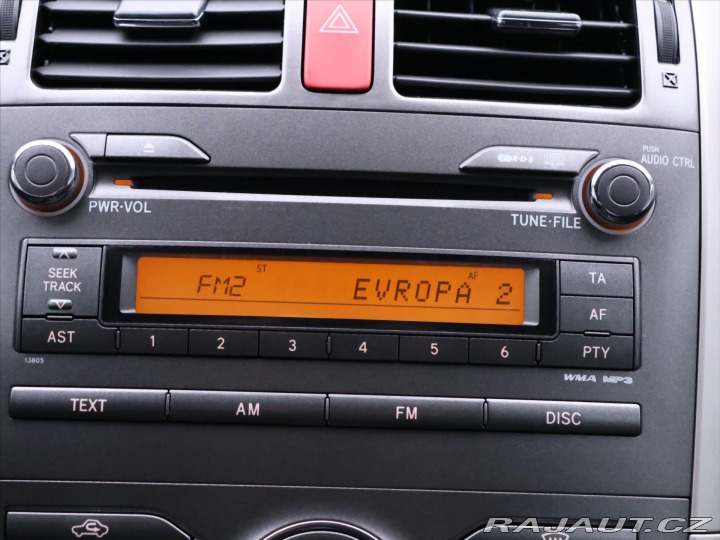 R·D·S
PUSH
AUDIO CTRL
PWR·VOL
TUNE·FILE
SEEK
TRACK
ST
AF
FM2
EVROPA 2
TA
AF
AST
1
2
3
4
5
6
PTY
13805
WMA MP3
TEXT
AM
FM
DISC
RAJAUT.CZ